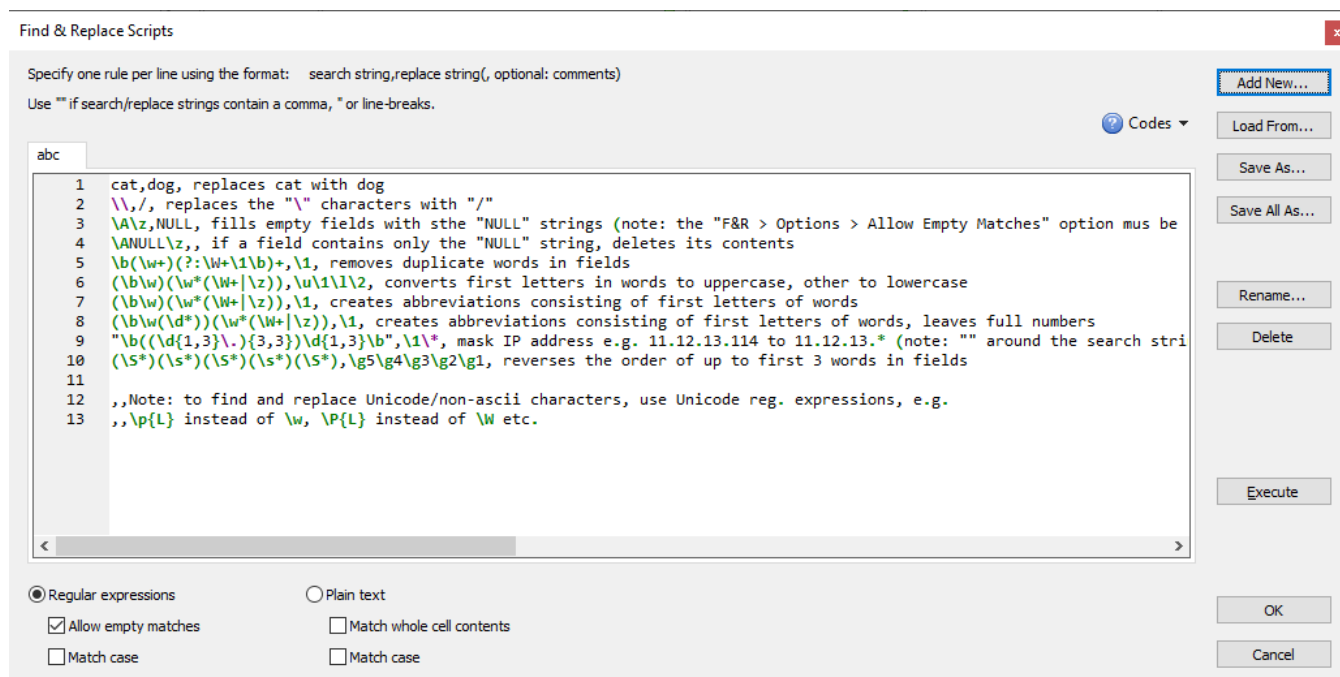 Find & Replace Scripts
x
Specify one rule per line using the format: search string,replace string(, optional: comments)
Use "" if search/replace strings contain a comma, " or line-breaks.
? Codes
abc
1 cat,dog, replaces cat with dog
2 \\,/, replaces the "\" characters with "/"
3 \A\z,NULL, fills empty fields with sthe "NULL" strings (note: the "F&R > Options > Allow Empty Matches" option mus be
4 \ANULL\z,, if a field contains only the "NULL" string, deletes its contents
5 \b(\w+)(?:\W+\1\b)+,\1, removes duplicate words in fields
6 (\b\w)(\w*(\W+|\z)),\u\1\l\2, converts first letters in words to uppercase, other to lowercase
7 (\b\w)(\w*(\W+|\z)),\1, creates abbreviations consisting of first letters of words
8 (\b\w(\d*))(\w*(\W+|\z)),\1, creates abbreviations consisting of first letters of words, leaves full numbers
9 "\b((\d{1,3}\.){3,3})\d{1,3}\b",\1\*, mask IP address e.g. 11.12.13.114 to 11.12.13.* (note: "" around the search stri
10 (\S*)(\s*)(\S*)(\s*)(\S*),\g5\g4\g3\g2\g1, reverses the order of up to first 3 words in fields
11
12 ,,Note: to find and replace Unicode/non-ascii characters, use Unicode reg. expressions, e.g.
13 ,,\p{L} instead of \w, \P{L} instead of \W etc.
Add New...
Load From...
Save As...
Save All As...
Rename...
Delete
Execute
OK
Cancel
Regular expressions
Allow empty matches
Match case
Plain text
Match whole cell contents
Match case